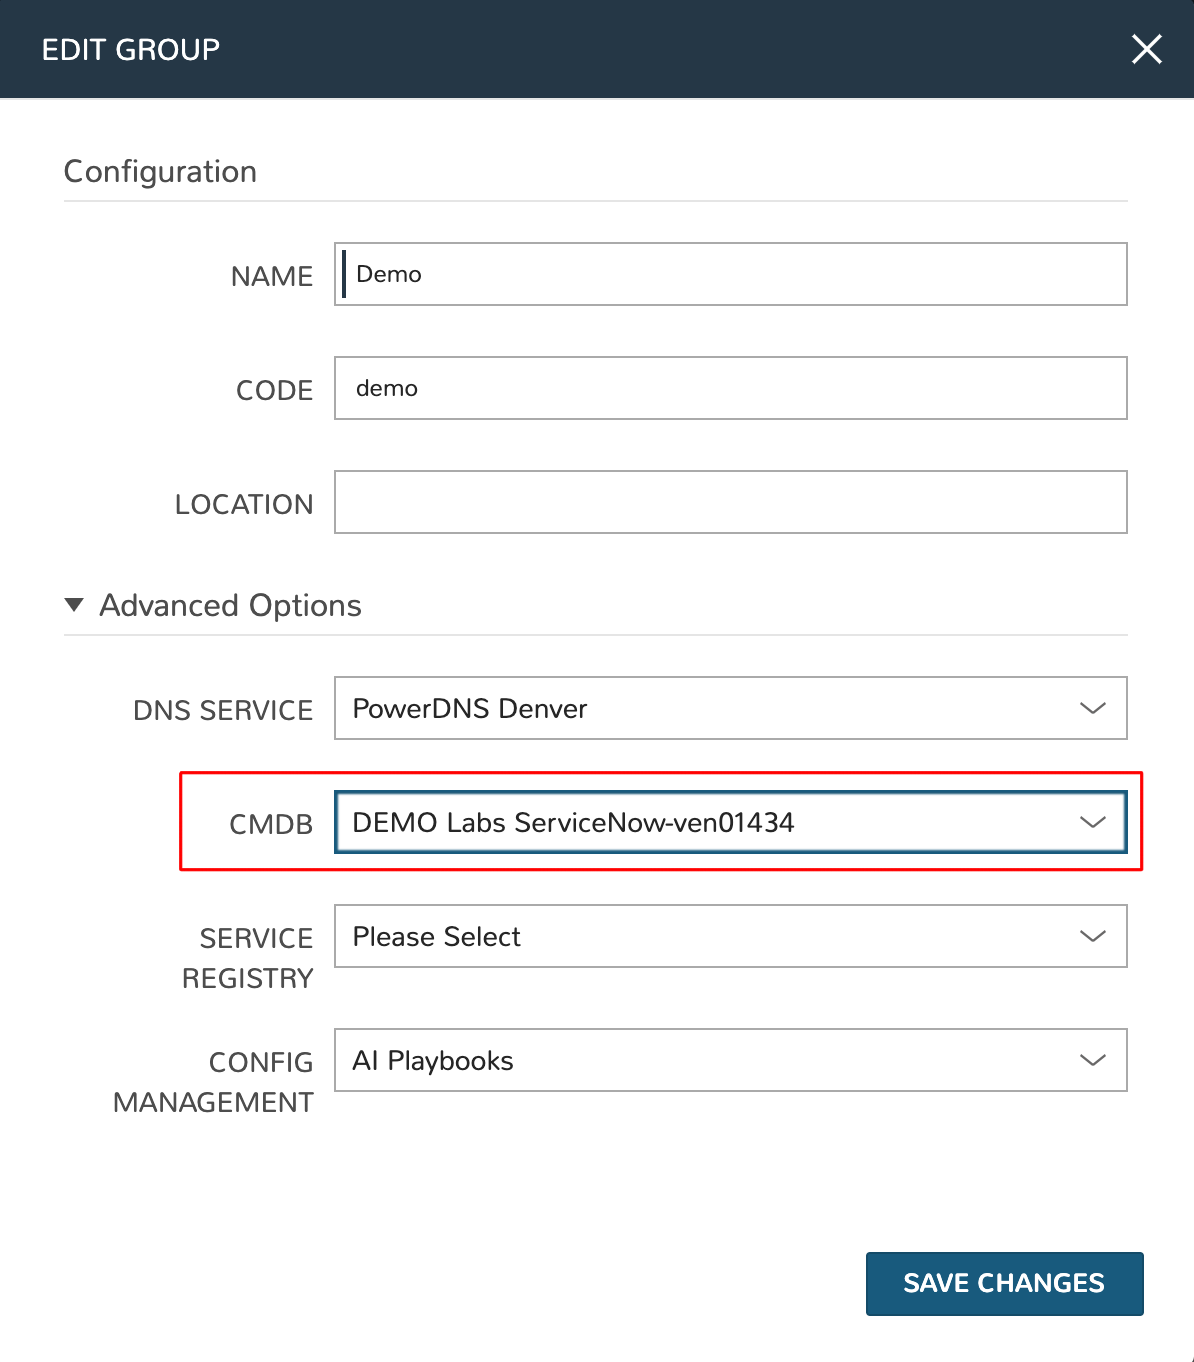 EDIT GROUP
Configuration
NAME
Demo
CODE
demo
LOCATION
Advanced Options
DNS SERVICE
PowerDNS Denver
CMDB
DEMO Labs ServiceNow-ven01434
SERVICE
REGISTRY
Please Select
CONFIG
MANAGEMENT
AI Playbooks
SAVE CHANGES